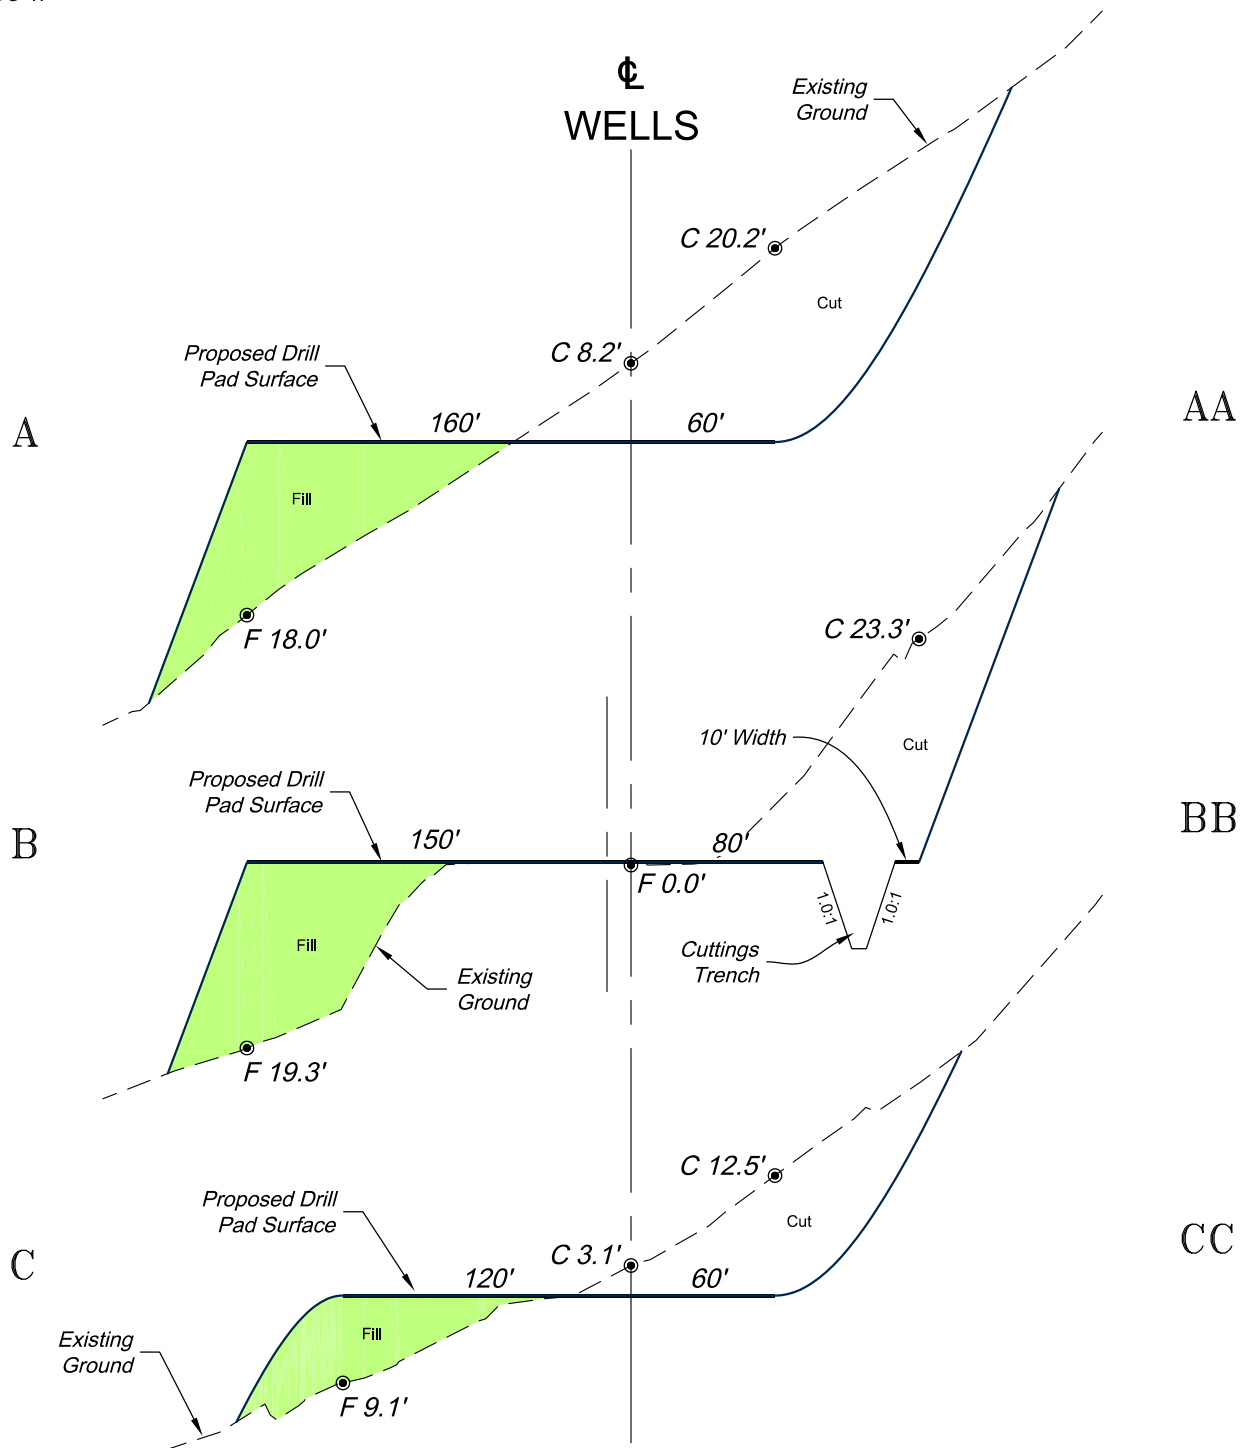 ℄
WELLS
Existing
Ground
C 20.2'
Cut
C 8.2'
Proposed Drill
Pad Surface
160'
60'
A
AA
Fill
F 18.0'
C 23.3'
10' Width
Cut
Proposed Drill
Pad Surface
150'
80'
B
BB
F 0.0'
1.0:1
1.0:1
Fill
Cuttings
Trench
Existing
Ground
F 19.3'
C 12.5'
Proposed Drill
Pad Surface
Cut
C 3.1'
C
CC
120'
60'
Fill
Existing
Ground
F 9.1'